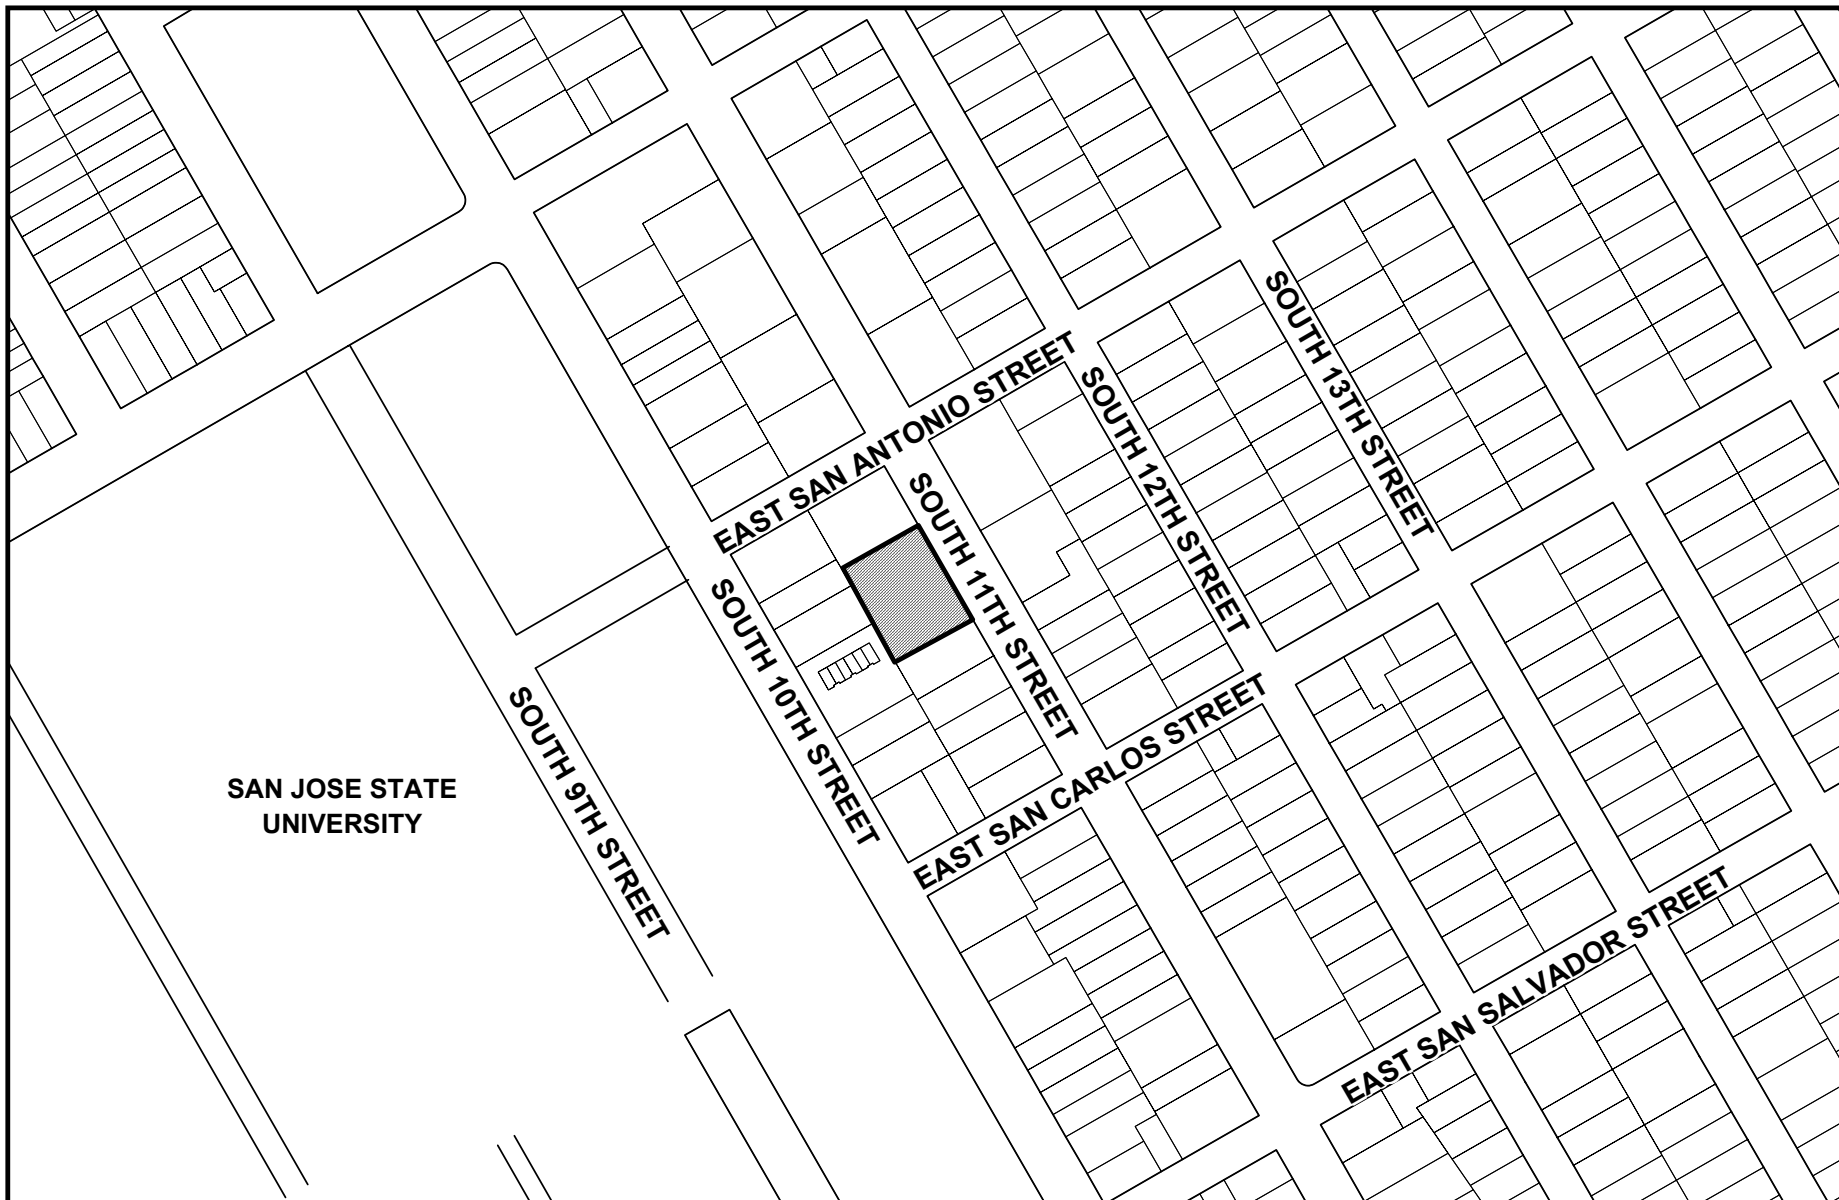 SOUTH 13TH STREET
EAST SAN ANTONIO STREET
SOUTH 12TH STREET
SOUTH 11TH STREET
SOUTH 10TH STREET
EAST SAN CARLOS STREET
SOUTH 9TH STREET
SAN JOSE STATE
UNIVERSITY
EAST SAN SALVADOR STREET